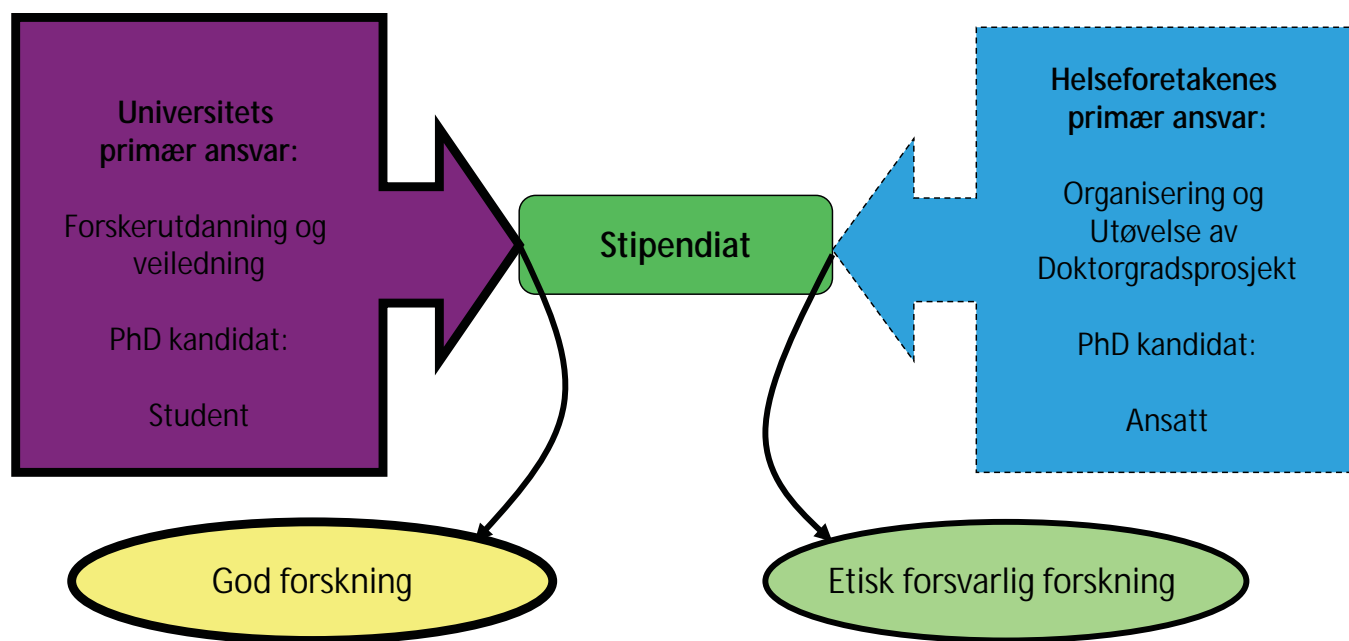 Universitets
primær ansvar:
Forskerutdanning og
veiledning
PhD kandidat:
Student
Stipendiat
Helseforetakenes
primær ansvar:
Organisering og
Utøvelse av
Doktorgradsprosjekt
PhD kandidat:
Ansatt
God forskning
Etisk forsvarlig forskning